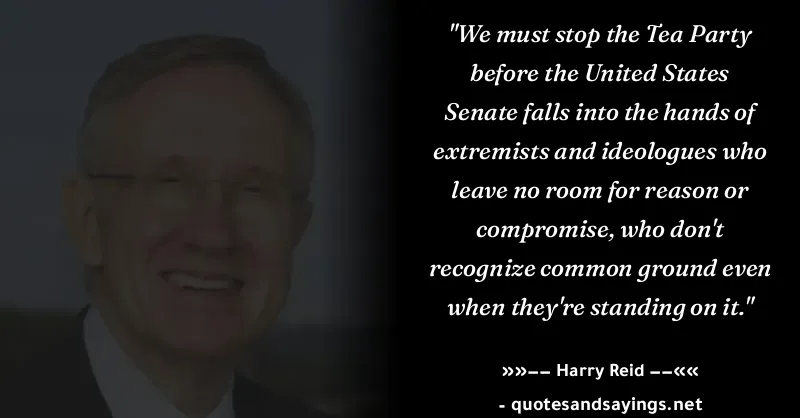 "We must stop the Tea Party
before the United States
Senate falls into the hands of
extremists and ideologues who
leave no room for reason or
compromise, who don't
recognize common ground even
when they're standing on it."
»»—— Harry Reid ——««
- quotesandsayings.net